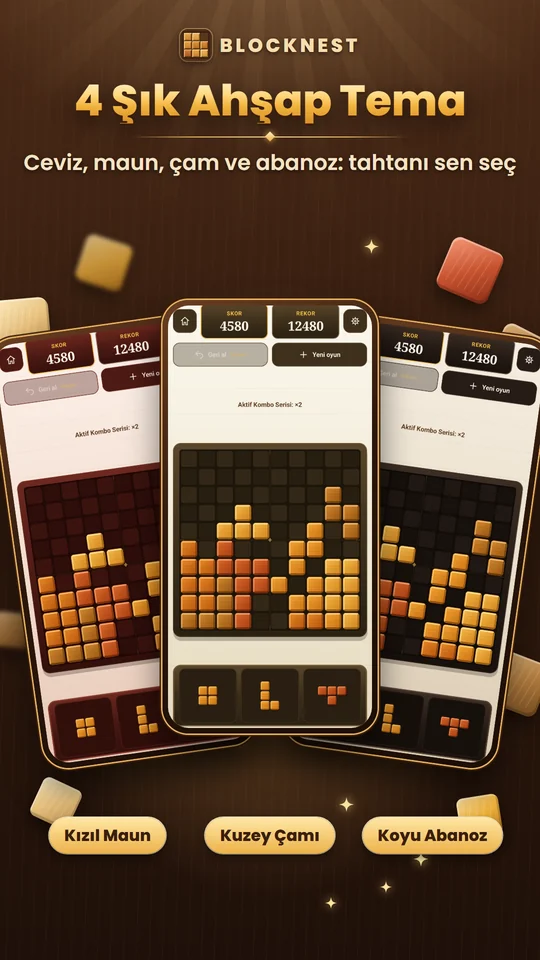 BLOCKNEST
4 Şık Ahşap Tema
Ceviz, maun, çam ve abanoz: tahtanı sen seç
SKOR
4580
REKOR
12480
Yeni o
Aktif Kombo Serisi: ×2
SKOR
4580
REKOR
12480
Geri al
Yeni oyun
Aktif Kombo Serisi: ×2
SKOR
4580
REKOR
12480
Yeni oyun
Aktif Kombo Serisi: ×2
Kızıl Maun
Kuzey Çamı
Koyu Abanoz